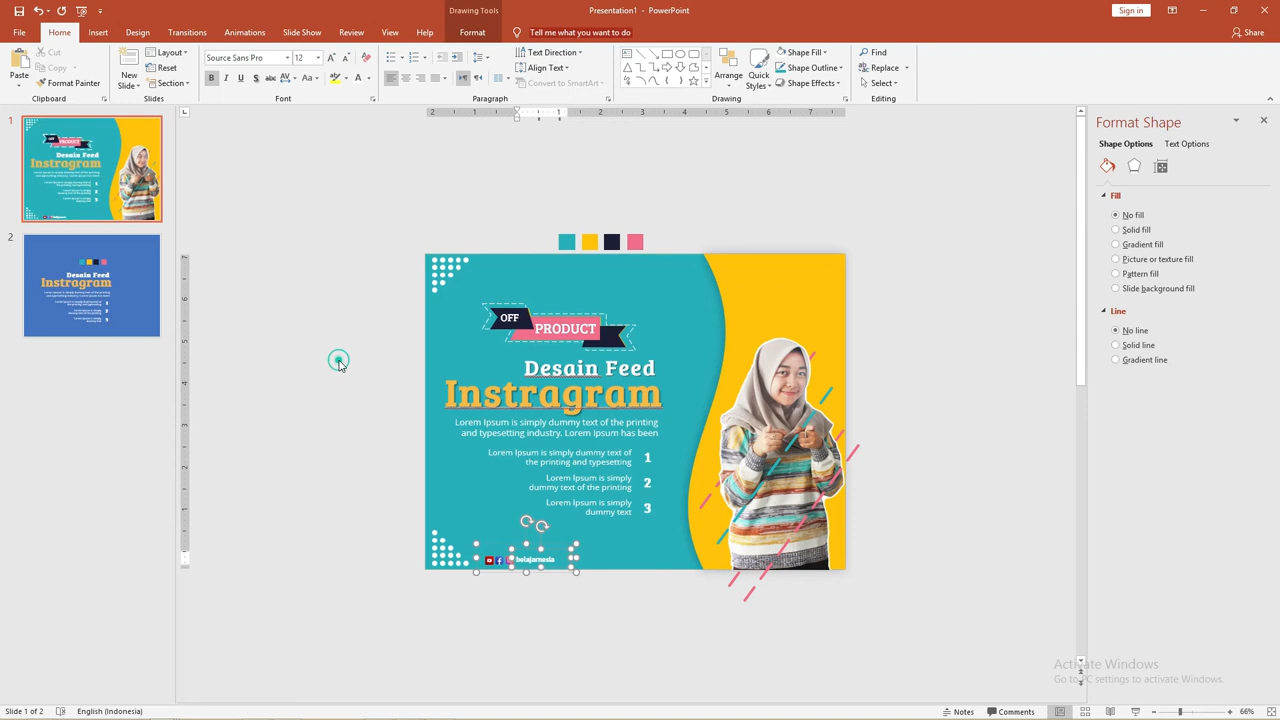 Drawing Tools
Presentation1 - PowerPoint
Sign in
File
Home
Insert
Design
Transitions
Animations
Slide Show
Review
View
Help
Format
Tell me what you want to do
Share
Paste
Cut
Copy
Format Painter
Clipboard
New Slide
Layout
Reset
Section
Slides
Source Sans Pro
12
Font
Text Direction
Align Text
Convert to SmartArt
Paragraph
Arrange
Quick Styles
Shape Fill
Shape Outline
Shape Effects
Drawing
Find
Replace
Select
Editing
1
2
OFF
PRODUCT
Desain Feed
Instragram
Lorem Ipsum is simply dummy text of the printing
and typesetting industry. Lorem Ipsum has been
Lorem Ipsum is simply dummy text of
the printing and typesetting
1
Lorem Ipsum is simply
dummy text of the printing
2
Lorem Ipsum is simply
dummy text
3
belajarnesia
Format Shape
Shape Options
Text Options
Fill
No fill
Solid fill
Gradient fill
Picture or texture fill
Pattern fill
Slide background fill
Line
No line
Solid line
Gradient line
Activate Windows
Go to PC settings to activate Windows.
Slide 1 of 2
English (Indonesia)
Notes
Comments
66%